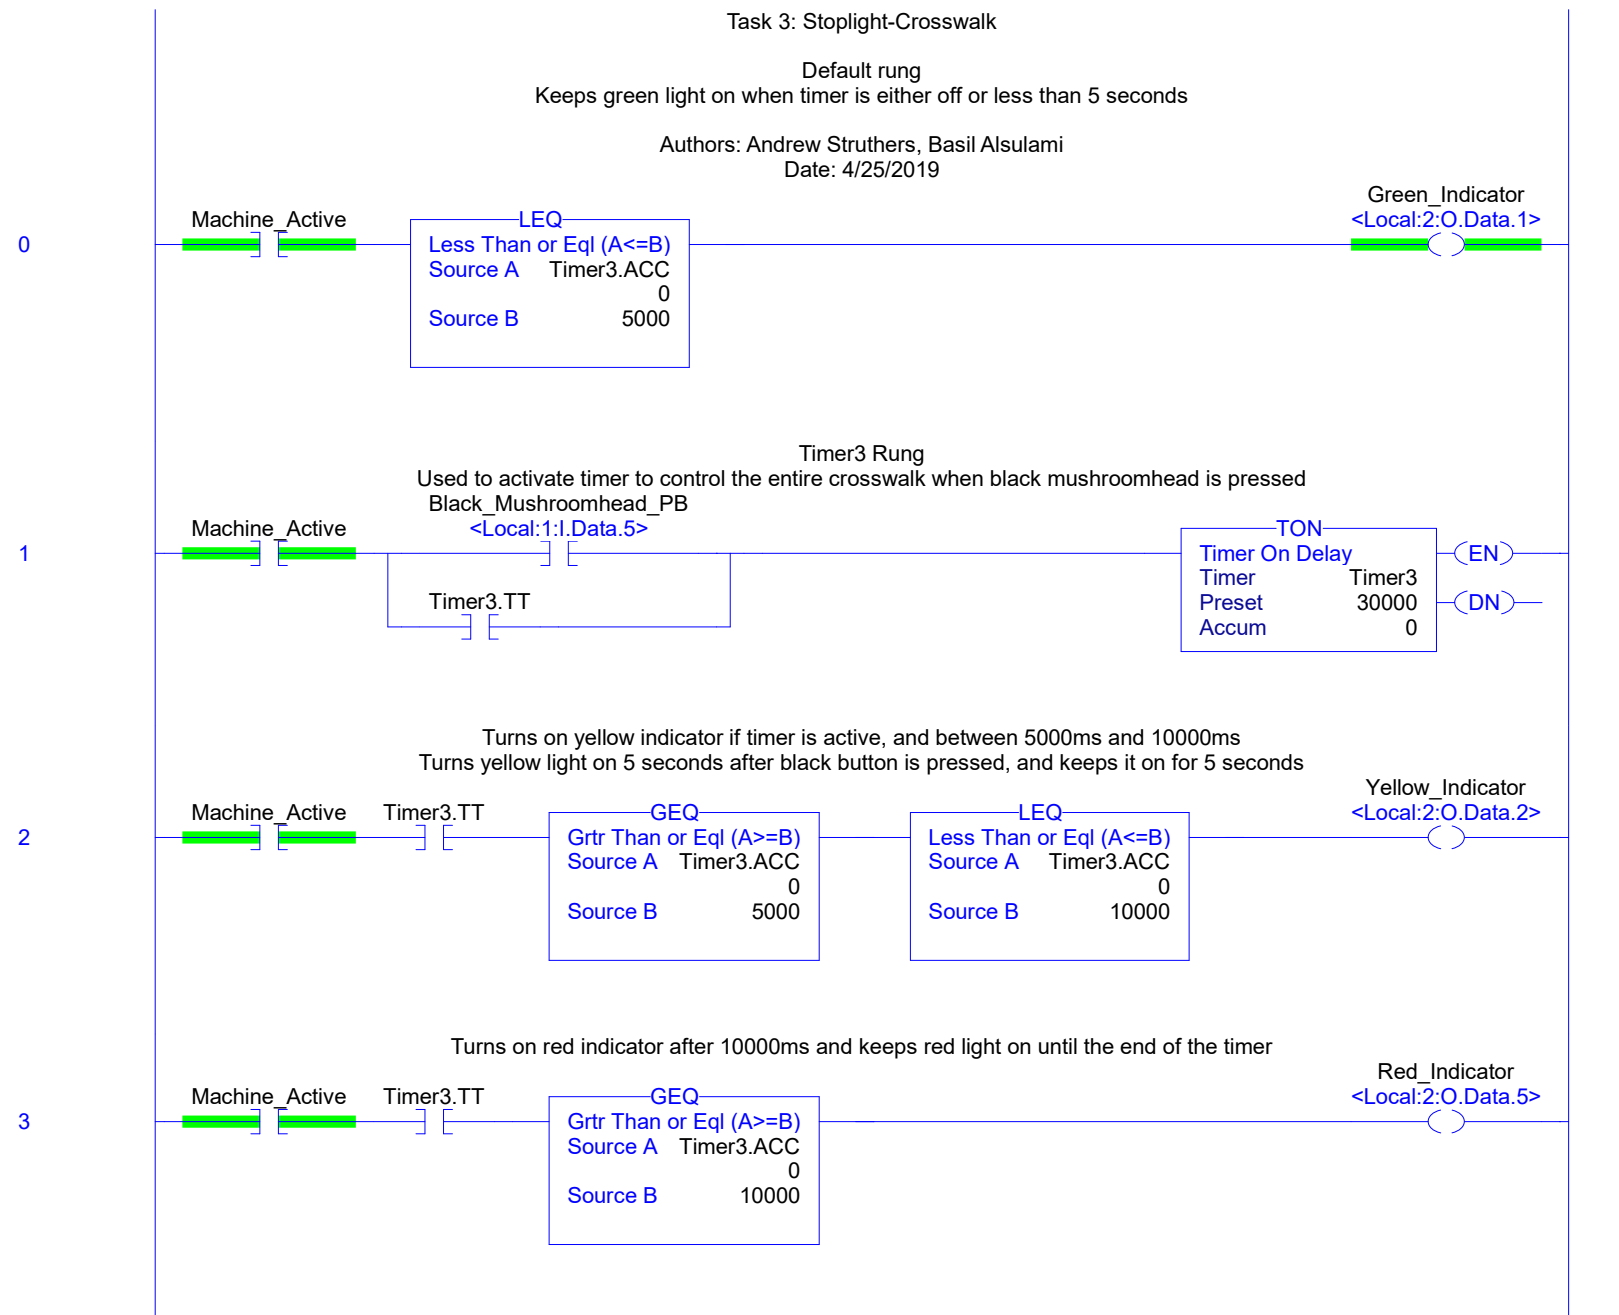 Task 3: Stoplight-Crosswalk
Default rung
Keeps green light on when timer is either off or less than 5 seconds
Authors: Andrew Struthers, Basil Alsulami
Date: 4/25/2019
0
Machine_Active
LEQ
Less Than or Eql (A<=B)
Source A Timer3.ACC
0
Source B 5000
Green_Indicator
<Local:2:O.Data.1>
Timer3 Rung
Used to activate timer to control the entire crosswalk when black mushroomhead is pressed
1
Machine_Active
Black_Mushroomhead_PB
<Local:1:I.Data.5>
Timer3.TT
TON
Timer On Delay
Timer Timer3
Preset 30000
Accum 0
EN
DN
Turns on yellow indicator if timer is active, and between 5000ms and 10000ms
Turns yellow light on 5 seconds after black button is pressed, and keeps it on for 5 seconds
2
Machine_Active
Timer3.TT
GEQ
Grtr Than or Eql (A>=B)
Source A Timer3.ACC
0
Source B 5000
LEQ
Less Than or Eql (A<=B)
Source A Timer3.ACC
0
Source B 10000
Yellow_Indicator
<Local:2:O.Data.2>
Turns on red indicator after 10000ms and keeps red light on until the end of the timer
3
Machine_Active
Timer3.TT
GEQ
Grtr Than or Eql (A>=B)
Source A Timer3.ACC
0
Source B 10000
Red_Indicator
<Local:2:O.Data.5>